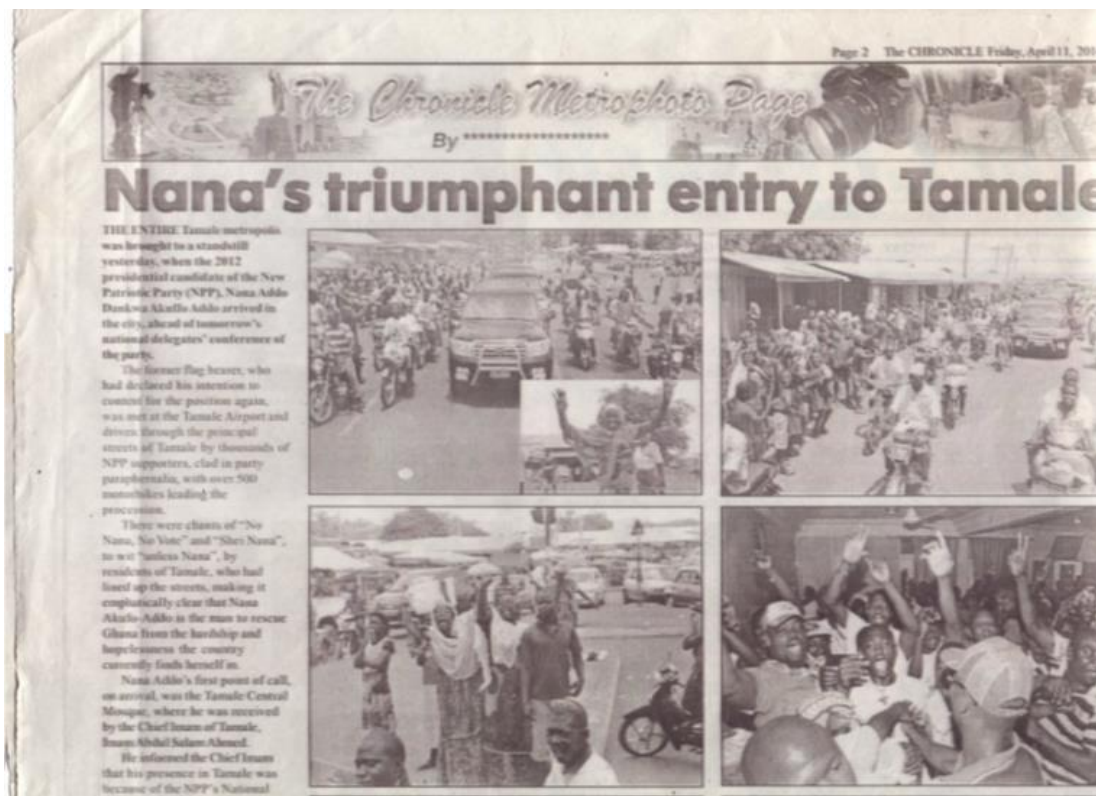 Page 2 The CHRONICLE Friday, April 11, 201
The Chronicle Metrophoto Page
By *******************
Nana's triumphant entry to Tamale
THE ENTIRE Tamale metropolis
was brought to a standstill
yesterday, when the 2012
presidential candidate of the New
Patriotic Party (NPP), Nana Addo
Dankwa Akufo Addo arrived in
the city, ahead of tomorrow's
national delegates' conference of
the party.
The former flag bearer, who
had declared his intention to
contest for the position again,
was met at the Tamale Airport and
driven through the principal
streets of Tamale by thousands of
NPP supporters, clad in party
paraphernalia, with over 500
motorbikes leading the
procession.
There were chants of "No
Nana, No Vote" and "Shei Nana",
to wit "unless Nana", by
residents of Tamale, who had
lined up the streets, making it
emphatically clear that Nana
Akufo-Addo is the man to rescue
Ghana from the hardship and
hopelessness the country
currently finds herself in.
Nana Addo's first point of call,
on arrival, was the Tamale Central
Mosque, where he was received
by the Chief Imam of Tamale,
Imam Abdul Salam Ahmed.
He informed the Chief Imam
that his presence in Tamale was
because of the NPP's National